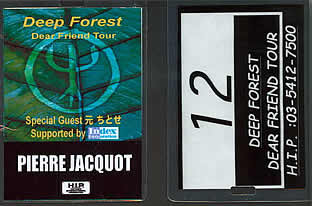 Deep Forest
Dear Friend Tour
Special Guest 元 ちとせ
Supported by Index
PIERRE JACQUOT
H.I.P.
12
DEEP FOREST
DEAR FRIEND TOUR
H.I.P. :03-5412-7500